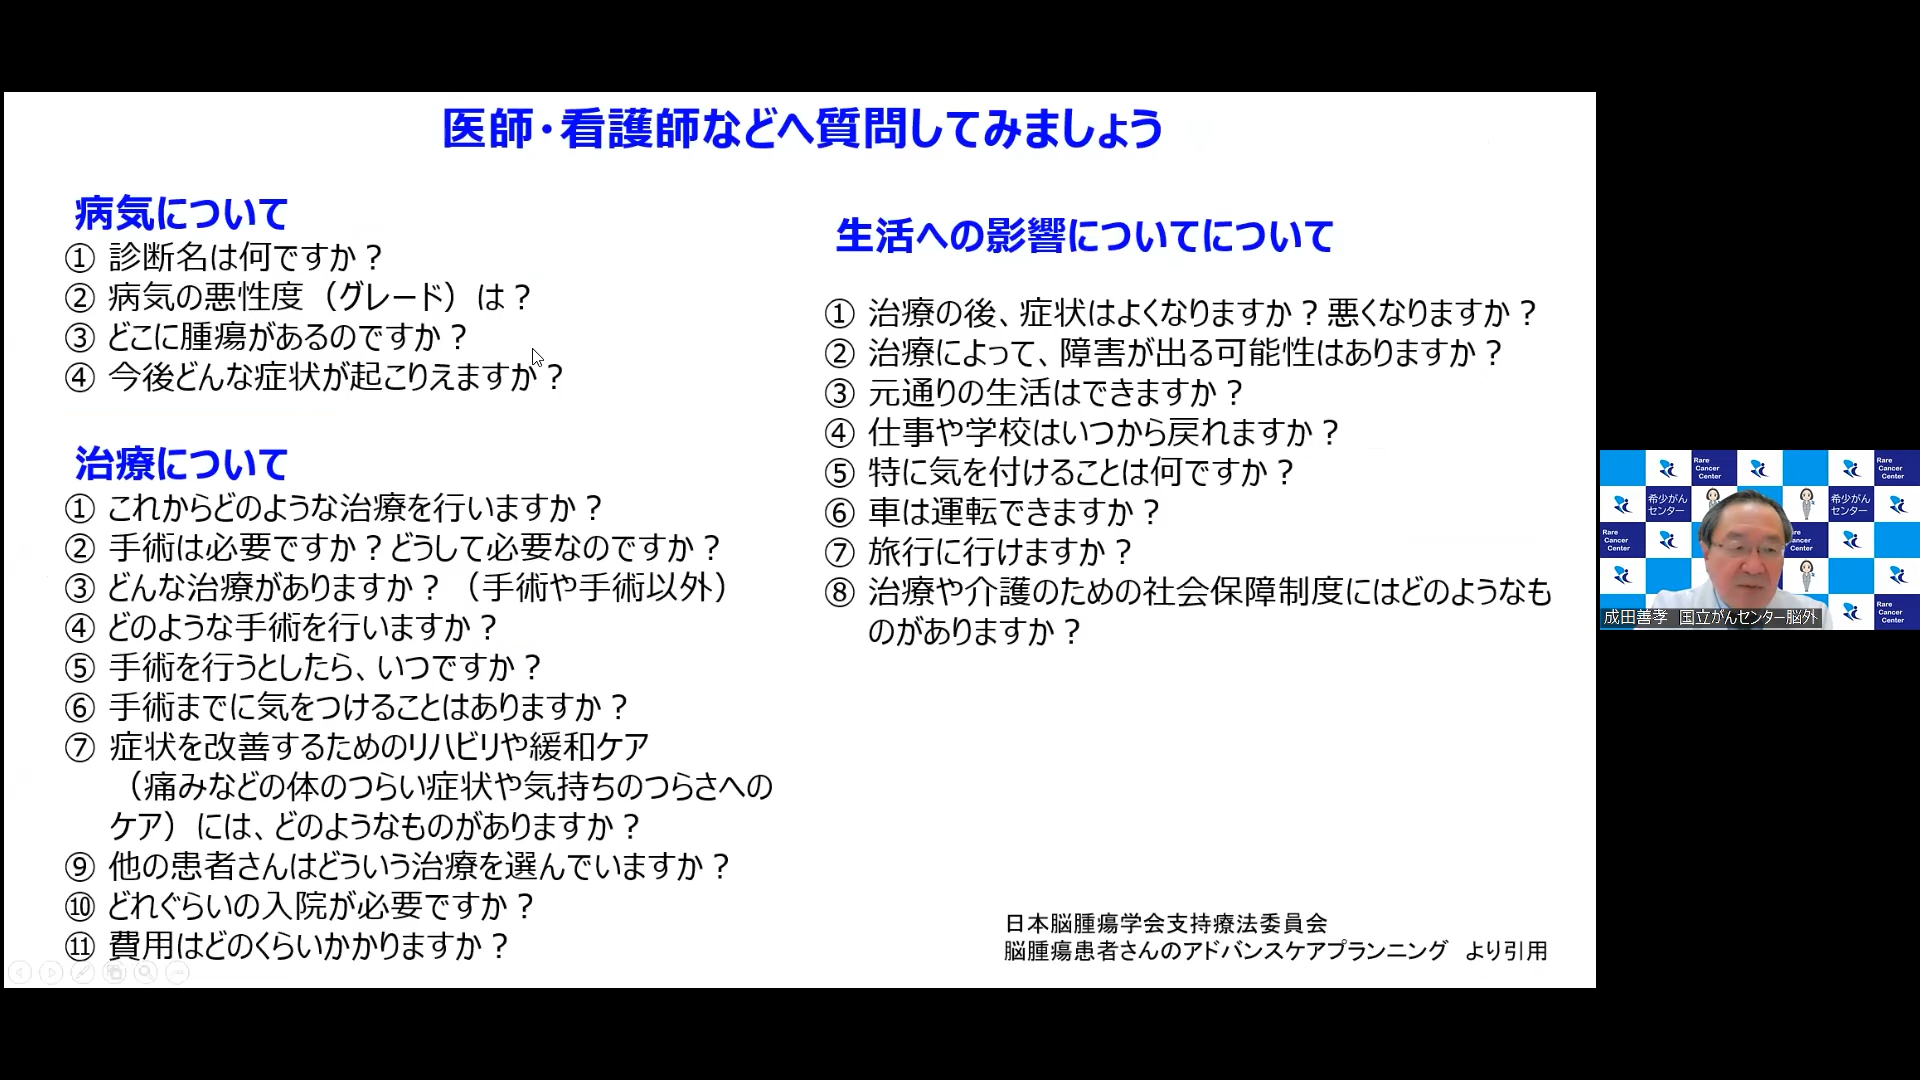 医師・看護師などへ質問してみましょう
病気について
① 診断名は何ですか？
② 病気の悪性度（グレード）は？
③ どこに腫瘍があるのですか？
④ 今後どんな症状が起こりえますか？
治療について
① これからどのような治療を行いますか？
② 手術は必要ですか？どうして必要なのですか？
③ どんな治療がありますか？（手術や手術以外）
④ どのような手術を行いますか？
⑤ 手術を行うとしたら、いつですか？
⑥ 手術までに気をつけることはありますか？
⑦ 症状を改善するためのリハビリや緩和ケア
（痛みなどの体のつらい症状や気持ちのつらさへの
ケア）には、どのようなものがありますか？
⑨ 他の患者さんはどういう治療を選んでいますか？
⑩ どれぐらいの入院が必要ですか？
⑪ 費用はどのくらいかかりますか？
生活への影響についてについて
① 治療の後、症状はよくなりますか？悪くなりますか？
② 治療によって、障害が出る可能性はありますか？
③ 元通りの生活はできますか？
④ 仕事や学校はいつから戻れますか？
⑤ 特に気を付けることは何ですか？
⑥ 車は運転できますか？
⑦ 旅行に行けますか？
⑧ 治療や介護のための社会保障制度にはどのようなも
のがありますか？
日本脳腫瘍学会支持療法委員会
脳腫瘍患者さんのアドバンスケアプランニング　より引用
Rare
Cancer
Center
Rare
Cancer
Center
希少がん
センター
希少がん
センター
Rare
Cancer
Center
Cancer
Center
Rare
Cancer
Center
成田善孝　国立がんセンター脳外